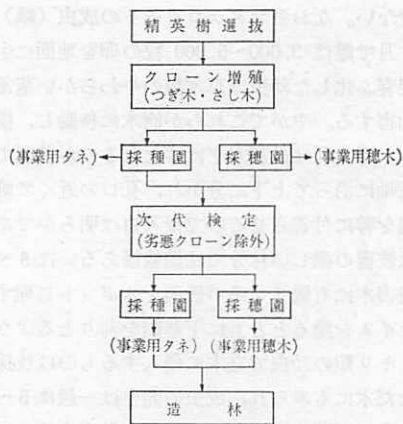 精英樹選抜
クローン増殖
(つぎ木・さし木)
(事業用タネ)
採種園
採穂園
(事業用穂木)
次代検定
(劣悪クローン除外)
採種園
採穂園
(事業用タネ)
(事業用穂木)
造林